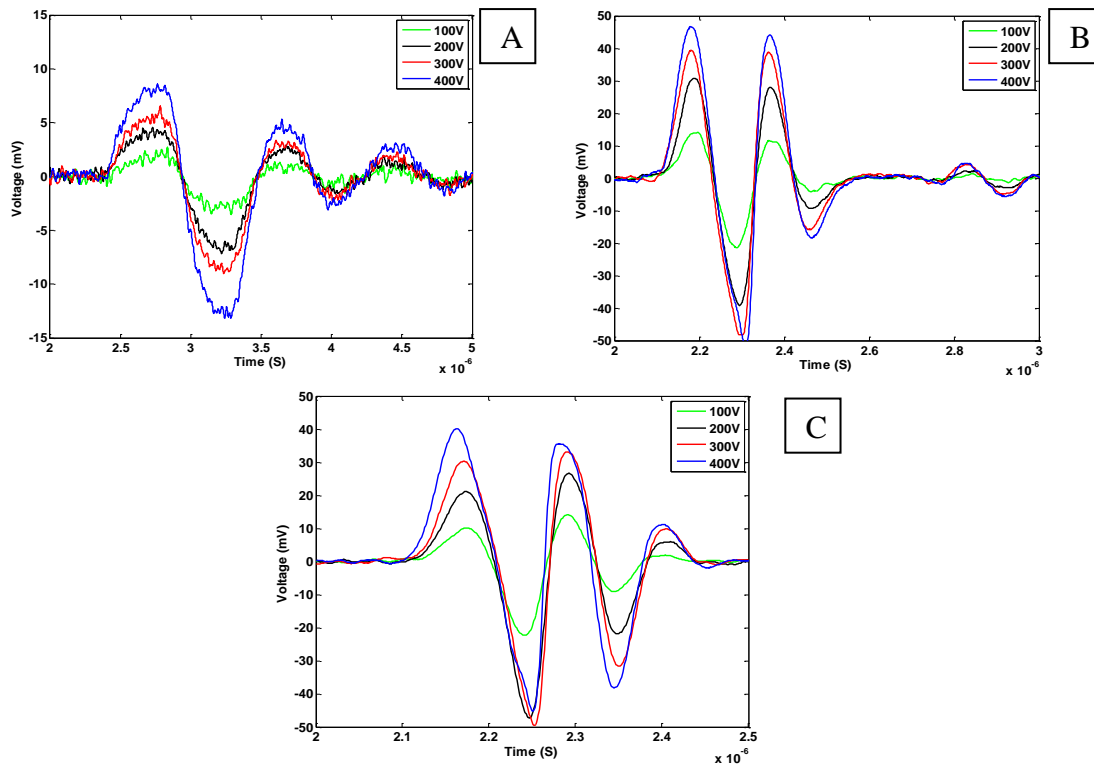 A
15
10
5
0
-5
-10
-15
Voltage (mV)
100V
200V
300V
400V
2 2.5 3 3.5 4 4.5 5
Time (S)
x 10⁻⁶
B
50
40
30
20
10
0
-10
-20
-30
-40
-50
Voltage (mV)
100V
200V
300V
400V
2 2.2 2.4 2.6 2.8 3
Time (S)
x 10⁻⁶
C
50
40
30
20
10
0
-10
-20
-30
-40
-50
Voltage (mV)
100V
200V
300V
400V
2 2.1 2.2 2.3 2.4 2.5
Time (S)
x 10⁻⁶